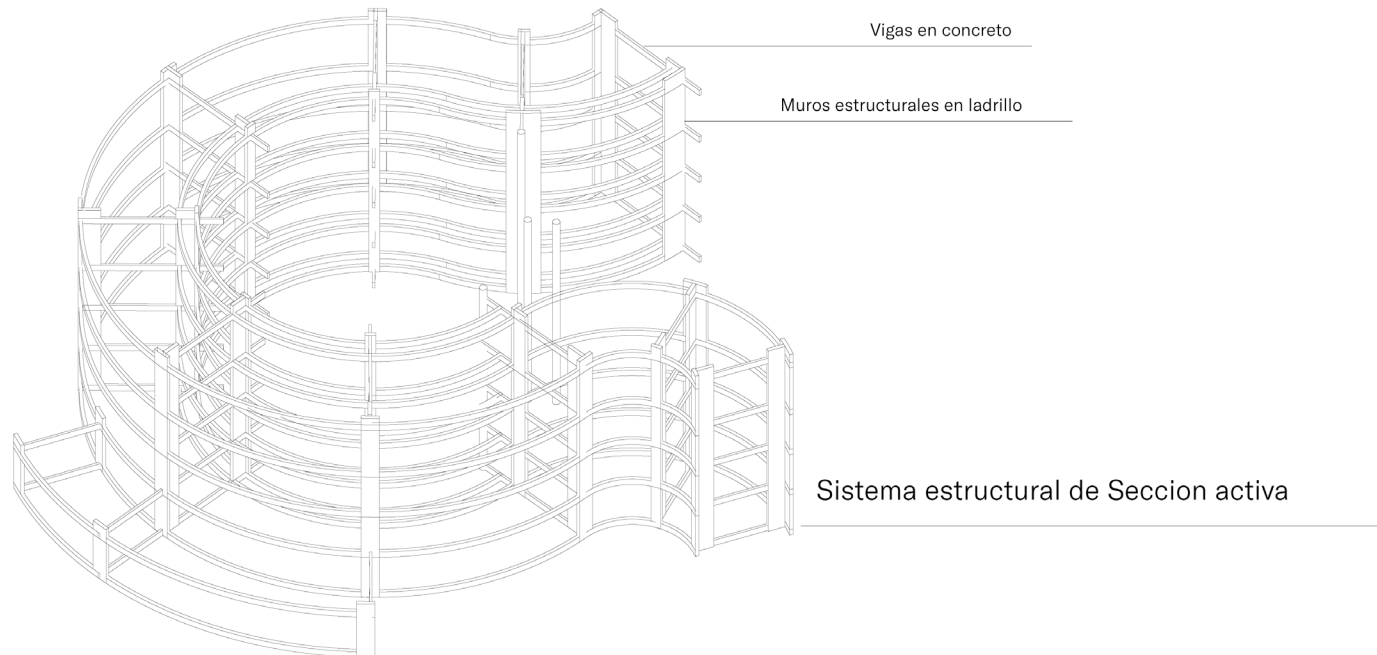 Vigas en concreto
Muros estructurales en ladrillo
Sistema estructural de Seccion activa